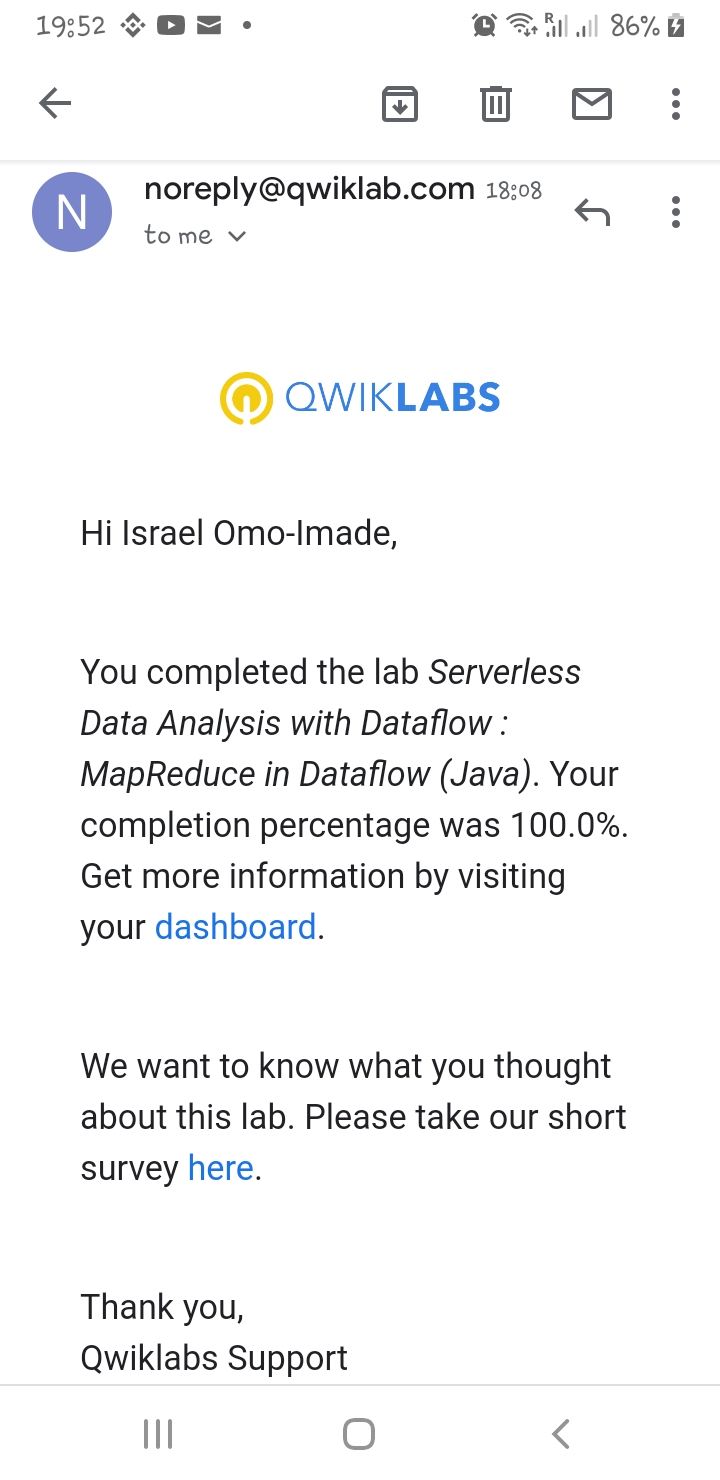 19:52 86%
noreply@qwiklab.com 18:08
N
to me
QWIKLABS
Hi Israel Omo-Imade,
You completed the lab Serverless
Data Analysis with Dataflow :
MapReduce in Dataflow (Java). Your
completion percentage was 100.0%.
Get more information by visiting
your dashboard.
We want to know what you thought
about this lab. Please take our short
survey here.
Thank you,
Qwiklabs Support